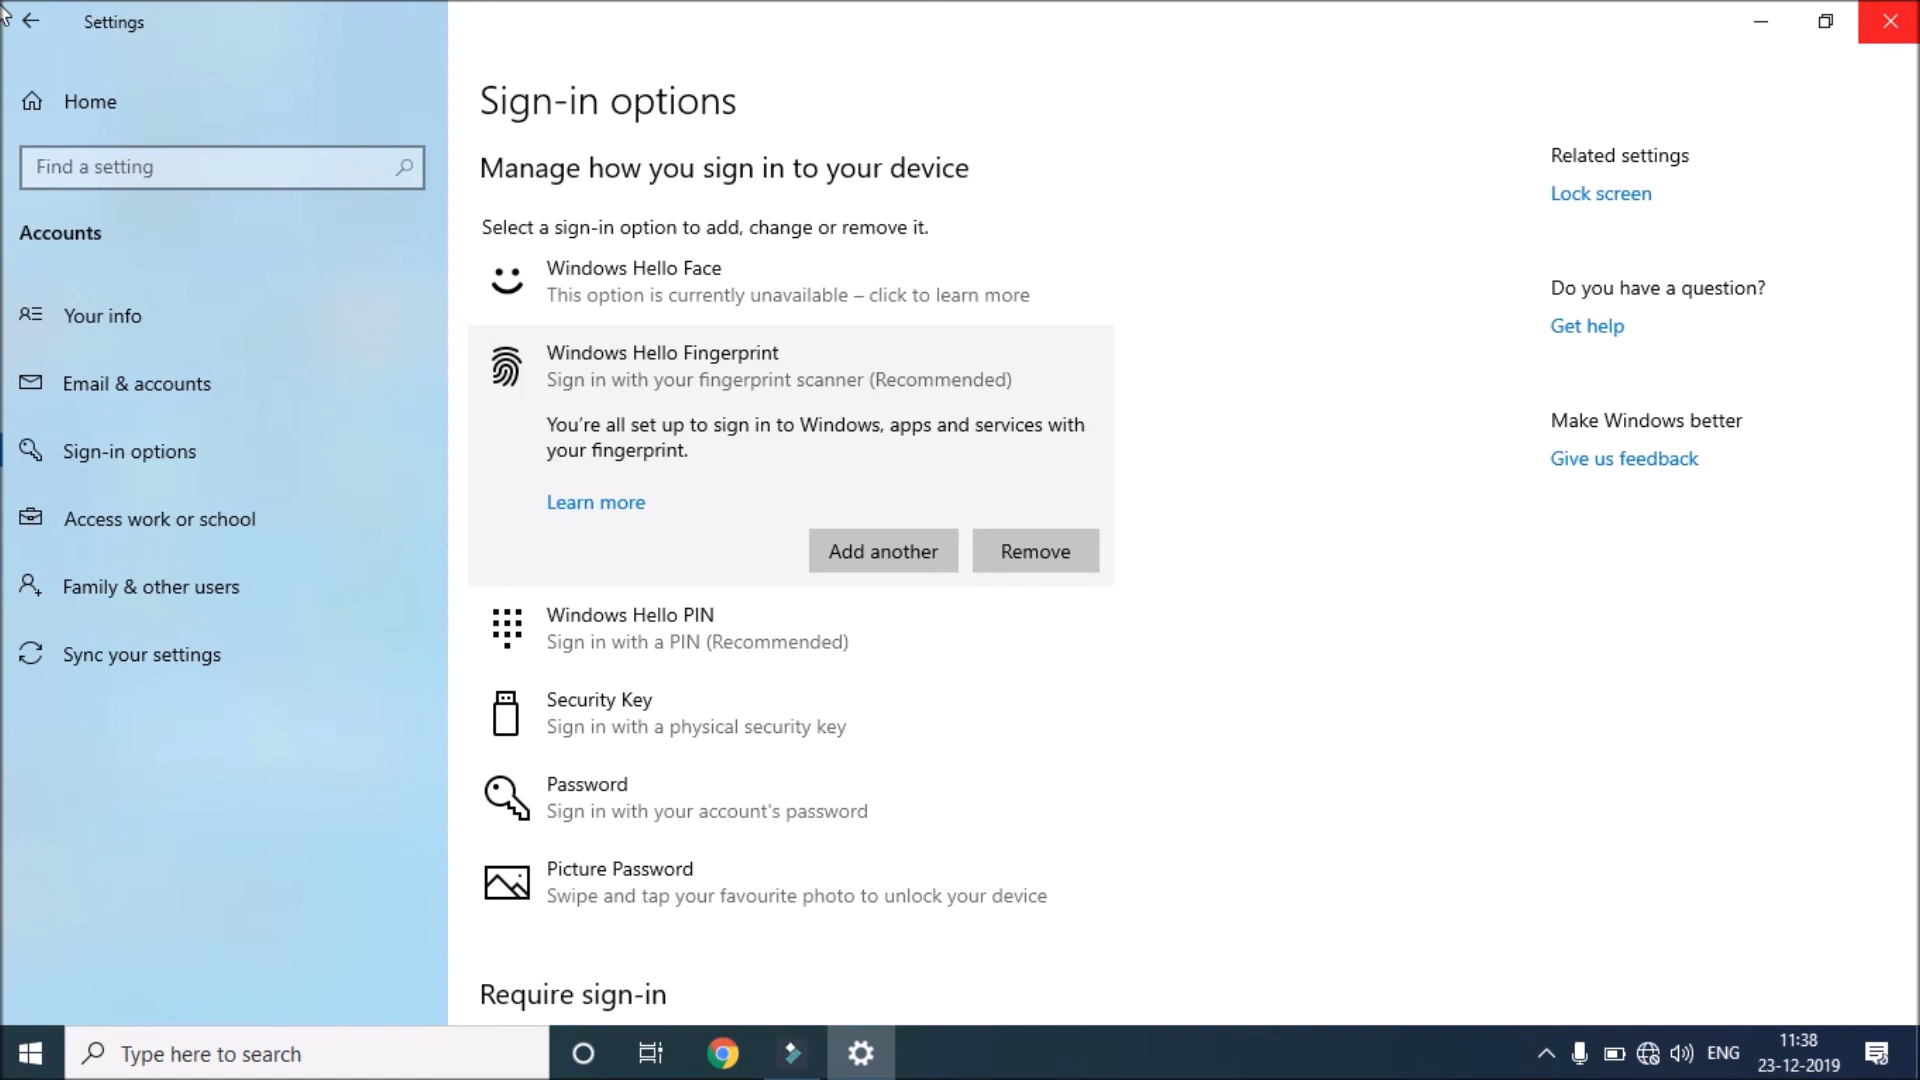 Settings
Home
Find a setting
Accounts
Your info
Email & accounts
Sign-in options
Access work or school
Family & other users
Sync your settings
Sign-in options
Manage how you sign in to your device
Select a sign-in option to add, change or remove it.
Windows Hello Face
This option is currently unavailable – click to learn more
Windows Hello Fingerprint
Sign in with your fingerprint scanner (Recommended)
You're all set up to sign in to Windows, apps and services with
your fingerprint.
Learn more
Add another
Remove
Windows Hello PIN
Sign in with a PIN (Recommended)
Security Key
Sign in with a physical security key
Password
Sign in with your account's password
Picture Password
Swipe and tap your favourite photo to unlock your device
Require sign-in
Related settings
Lock screen
Do you have a question?
Get help
Make Windows better
Give us feedback
Type here to search
ENG
11:38
23-12-2019